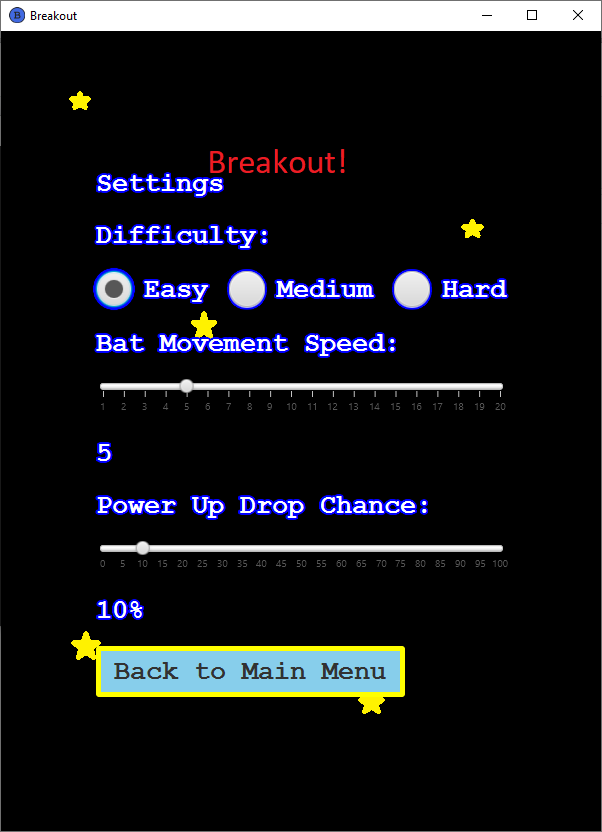 B Breakout
Breakout!
Settings
Difficulty:
Easy Medium Hard
Bat Movement Speed:
1 2 3 4 5 6 7 8 9 10 11 12 13 14 15 16 17 18 19 20
5
Power Up Drop Chance:
0 5 10 15 20 25 30 35 40 45 50 55 60 65 70 75 80 85 90 95 100
10%
Back to Main Menu